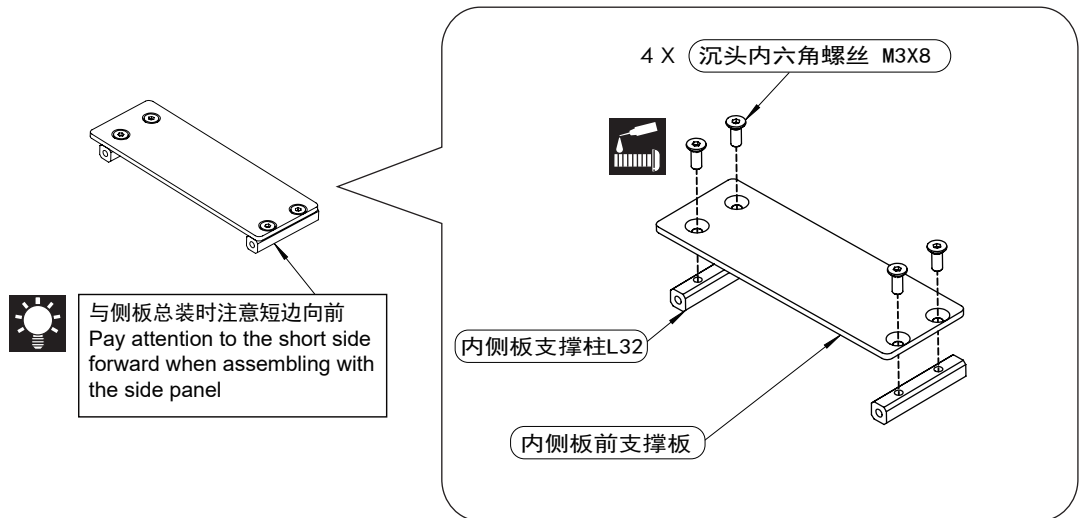 4 X 沉头内六角螺丝 M3X8
与侧板总装时注意短边向前
Pay attention to the short side
forward when assembling with
the side panel
内侧板支撑柱L32
内侧板前支撑板